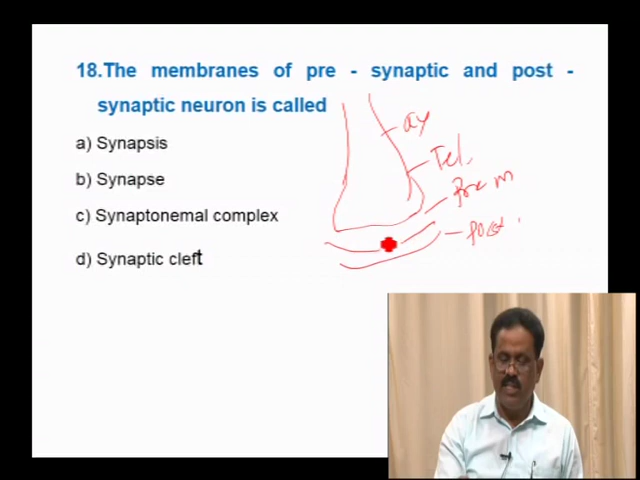 18.The membranes of pre - synaptic and post -
synaptic neuron is called
a) Synapsis
b) Synapse
c) Synaptonemal complex
d) Synaptic cleft
ax
Tel.
Pre m
Post